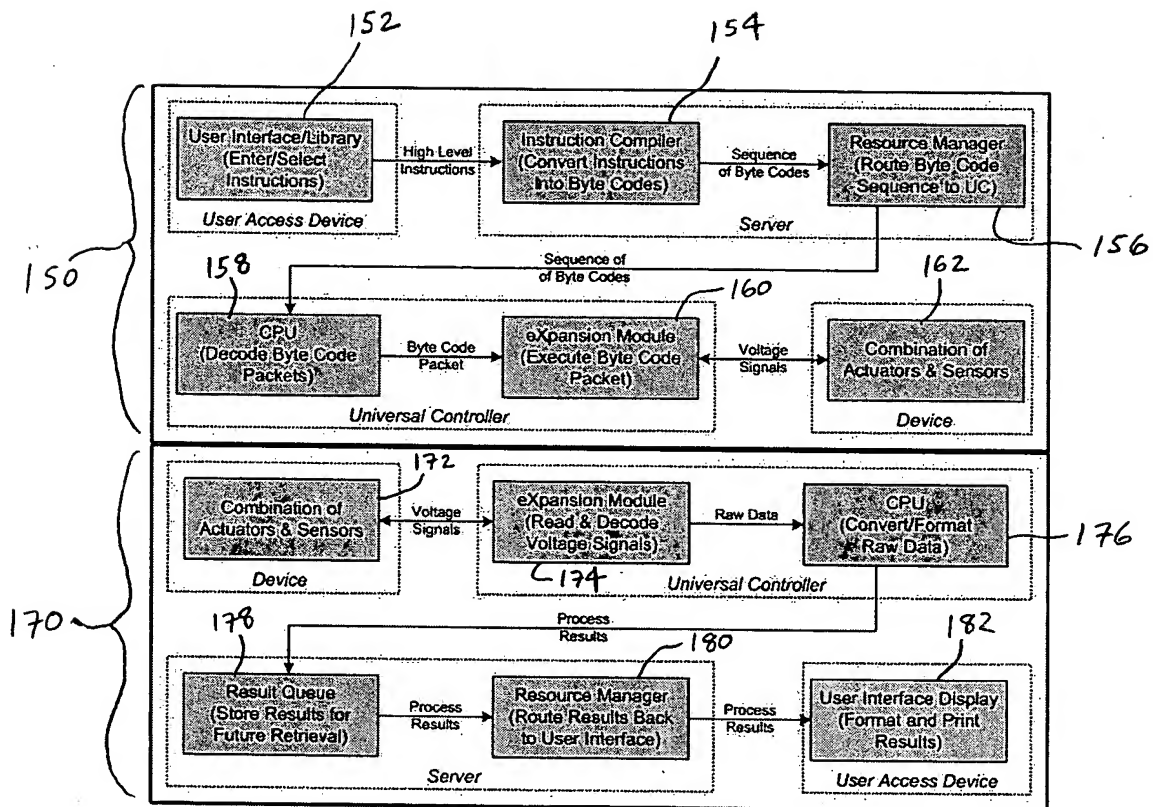 152
154
User Interface/Library
(Enter/Select
Instructions)
User Access Device
High Level
Instructions
Instruction Compiler
(Convert Instructions
Into Byte Codes)
Sequence
of Byte Codes
Resource Manager
(Route Byte Code
Sequence to UC)
Server
156
150
Sequence of
of Byte Codes
158
160
162
CPU
(Decode Byte Code
Packets)
Byte Code
Packet
eXpansion Module
(Execute Byte Code
Packet)
Universal Controller
Voltage
Signals
Combination of
Actuators & Sensors
Device
170
172
Combination of
Actuators & Sensors
Device
Voltage
Signals
eXpansion Module
(Read & Decode
Voltage Signals)
174
Raw Data
CPU
(Convert/Format
Raw Data)
176
Universal Controller
Process
Results
178
180
182
Result Queue
(Store Results for
Future Retrieval)
Process
Results
Resource Manager
(Route Results Back
to User Interface)
Server
Process
Results
User Interface Display
(Format and Print
Results)
User Access Device